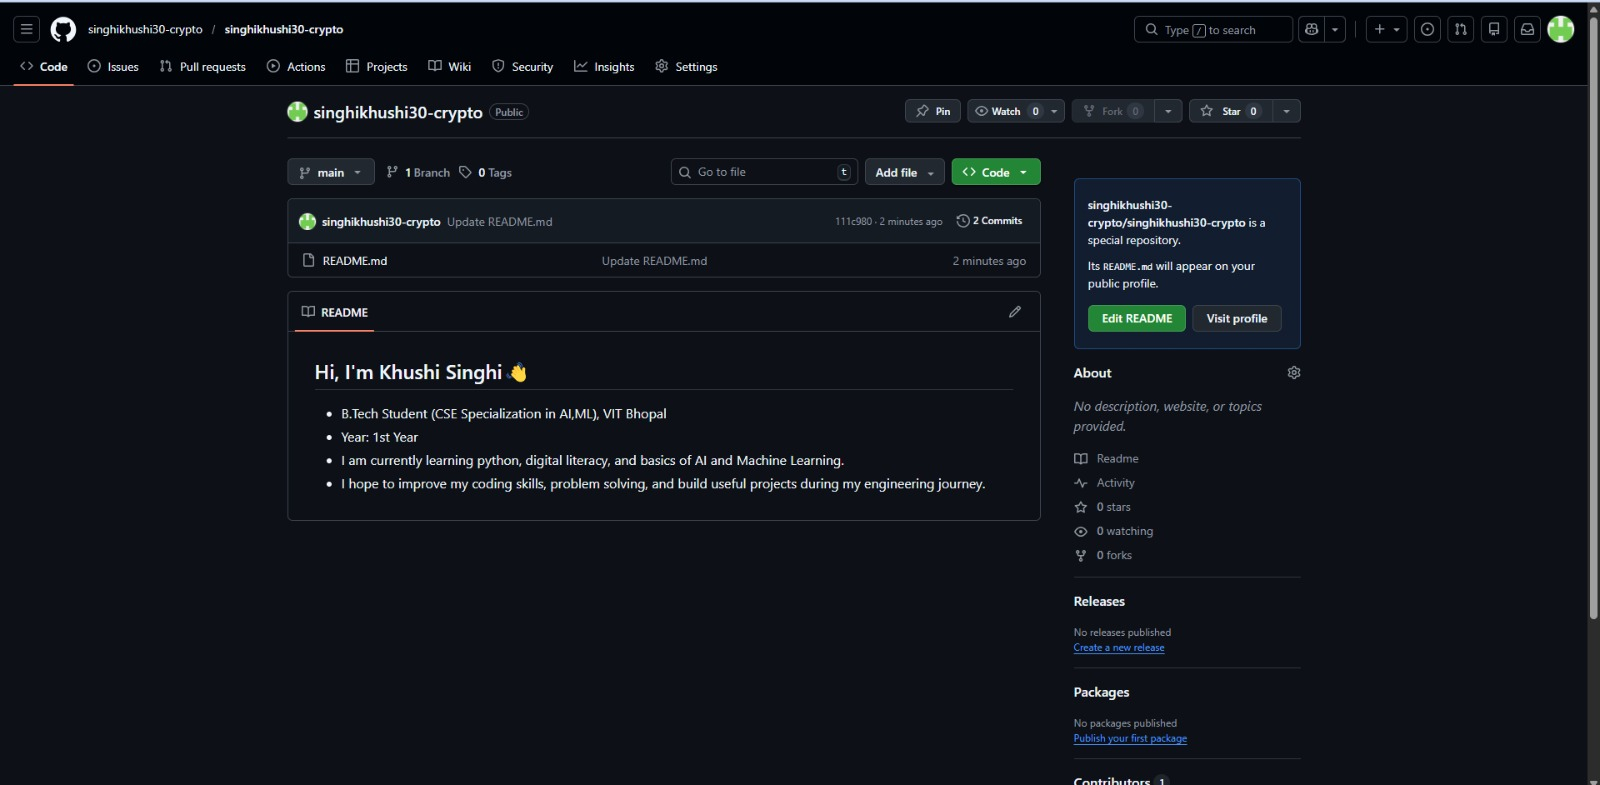 singhikhushi30-crypto / singhikhushi30-crypto
Type / to search
Code Issues Pull requests Actions Projects Wiki Security Insights Settings
singhikhushi30-crypto Public
Pin Watch 0 Fork 0 Star 0
main 1 Branch 0 Tags
Go to file t Add file Code
singhikhushi30-crypto Update README.md 111c980 · 2 minutes ago 2 Commits
README.md Update README.md 2 minutes ago
README
Hi, I'm Khushi Singhi 👋
• B.Tech Student (CSE Specialization in AI,ML), VIT Bhopal
• Year: 1st Year
• I am currently learning python, digital literacy, and basics of AI and Machine Learning.
• I hope to improve my coding skills, problem solving, and build useful projects during my engineering journey.
singhikhushi30-
crypto/singhikhushi30-crypto is a
special repository.
Its README.md will appear on your
public profile.
Edit README Visit profile
About
No description, website, or topics
provided.
Readme
Activity
0 stars
0 watching
0 forks
Releases
No releases published
Create a new release
Packages
No packages published
Publish your first package
Contributors 1